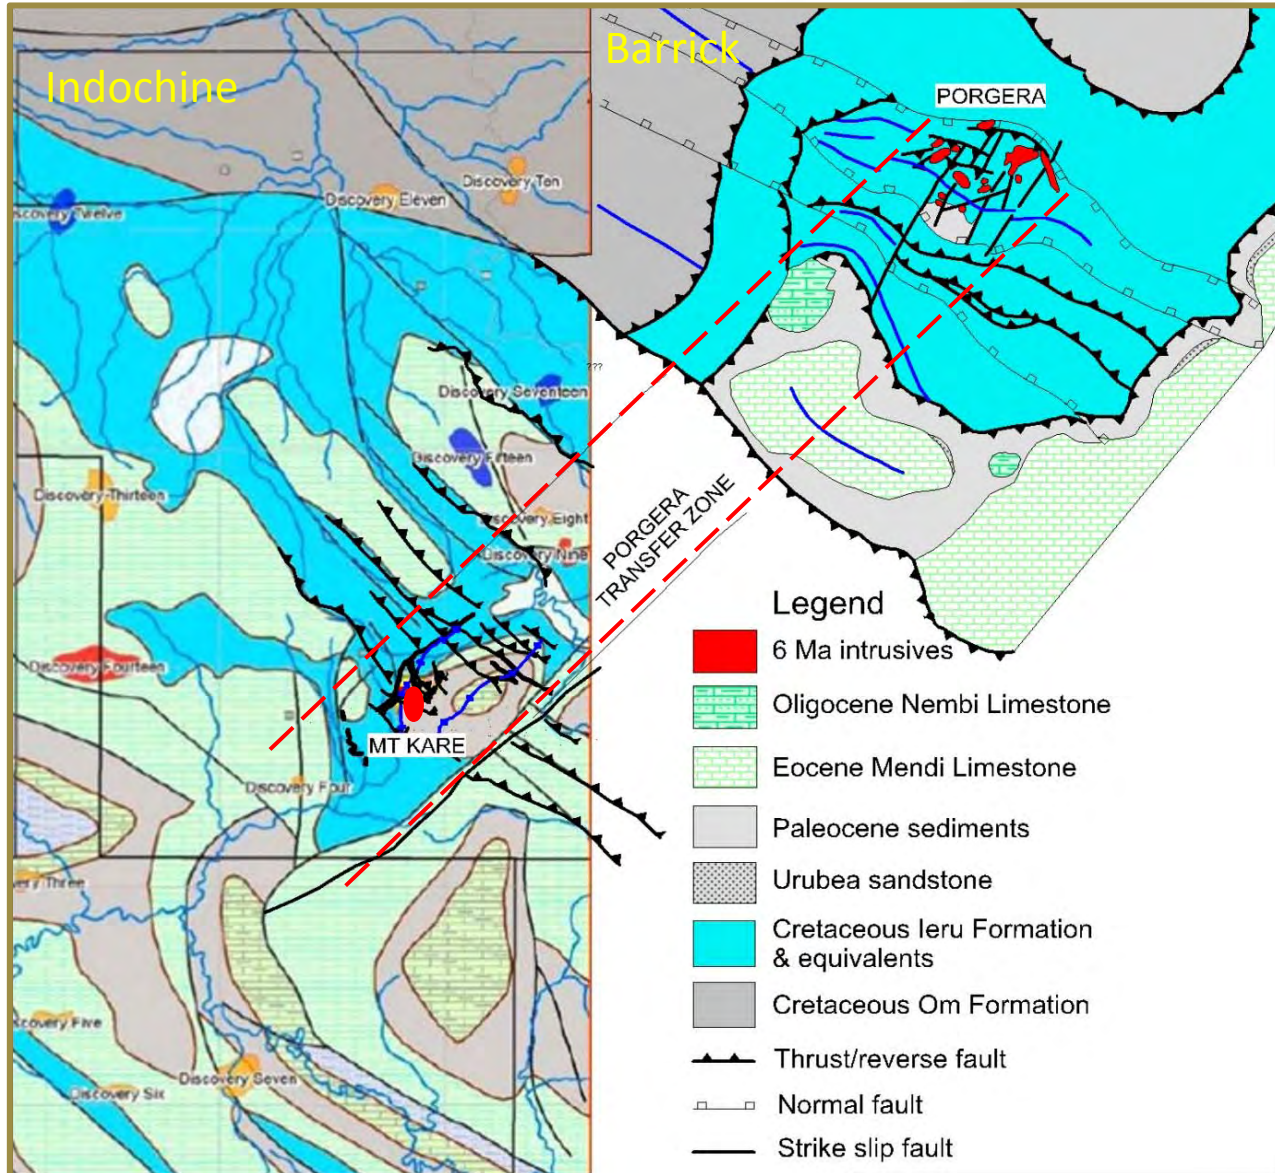 Indochine
Barrick
PORGERA
Discovery Ten
Discovery Eleven
Discovery Twelve
???
Discovery Seventeen
Discovery Fifteen
Discovery Thirteen
Discovery Eight
Discovery Nine
PORGERA
TRANSFER ZONE
Discovery Fourteen
MT KARE
Discovery Four
very Three
scovery Five
Discovery Seven
Discovery Six
Legend
6 Ma intrusives
Oligocene Nembi Limestone
Eocene Mendi Limestone
Paleocene sediments
Urubea sandstone
Cretaceous Ieru Formation
& equivalents
Cretaceous Om Formation
Thrust/reverse fault
Normal fault
Strike slip fault